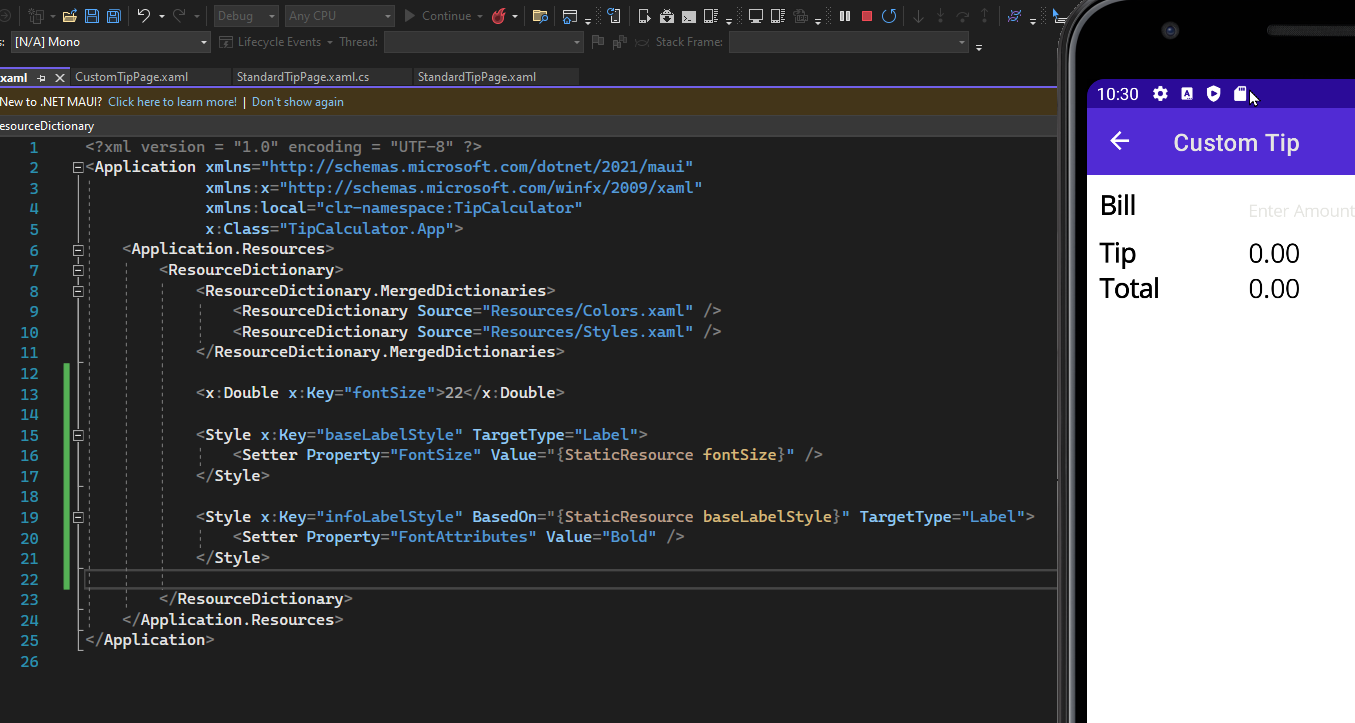 Debug Any CPU Continue
[N/A] Mono Lifecycle Events Thread: Stack Frame:
xaml CustomTipPage.xaml StandardTipPage.xaml.cs StandardTipPage.xaml
New to .NET MAUI? Click here to learn more! | Don't show again
esourceDictionary
1 <?xml version = "1.0" encoding = "UTF-8" ?>
2 <Application xmlns="http://schemas.microsoft.com/dotnet/2021/maui"
3 xmlns:x="http://schemas.microsoft.com/winfx/2009/xaml"
4 xmlns:local="clr-namespace:TipCalculator"
5 x:Class="TipCalculator.App">
6 <Application.Resources>
7 <ResourceDictionary>
8 <ResourceDictionary.MergedDictionaries>
9 <ResourceDictionary Source="Resources/Colors.xaml" />
10 <ResourceDictionary Source="Resources/Styles.xaml" />
11 </ResourceDictionary.MergedDictionaries>
12
13 <x:Double x:Key="fontSize">22</x:Double>
14
15 <Style x:Key="baseLabelStyle" TargetType="Label">
16 <Setter Property="FontSize" Value="{StaticResource fontSize}" />
17 </Style>
18
19 <Style x:Key="infoLabelStyle" BasedOn="{StaticResource baseLabelStyle}" TargetType="Label">
20 <Setter Property="FontAttributes" Value="Bold" />
21 </Style>
22
23 </ResourceDictionary>
24 </Application.Resources>
25 </Application>
26
10:30
Custom Tip
Bill Enter Amount
Tip 0.00
Total 0.00